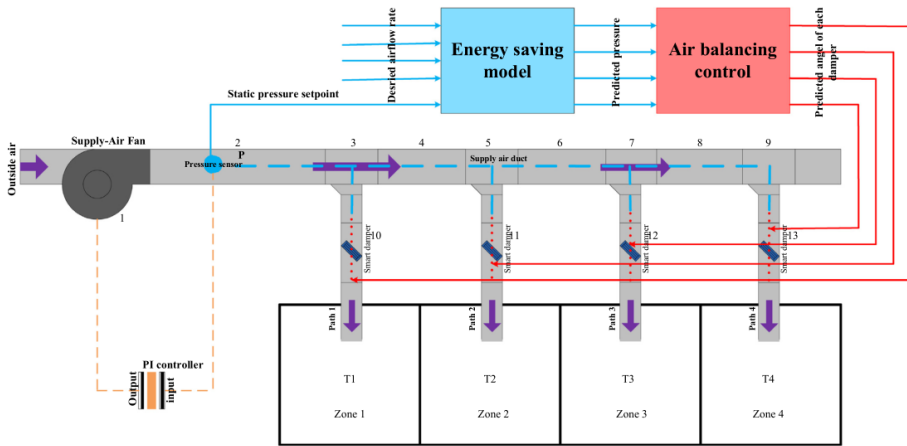 Desried airflow rate
Energy saving
model
Predicted pressure
Air balancing
control
Predicted angel of each
damper
Static pressure setpoint
Outside air
Supply-Air Fan
2
P
3
4
5
6
7
8
9
Pressure sensor
Supply air duct
1
10
11
12
13
Smart damper
Smart damper
Smart damper
Smart damper
Path 1
Path 2
Path 3
Path 4
PI controller
Output
input
T1
T2
T3
T4
Zone 1
Zone 2
Zone 3
Zone 4